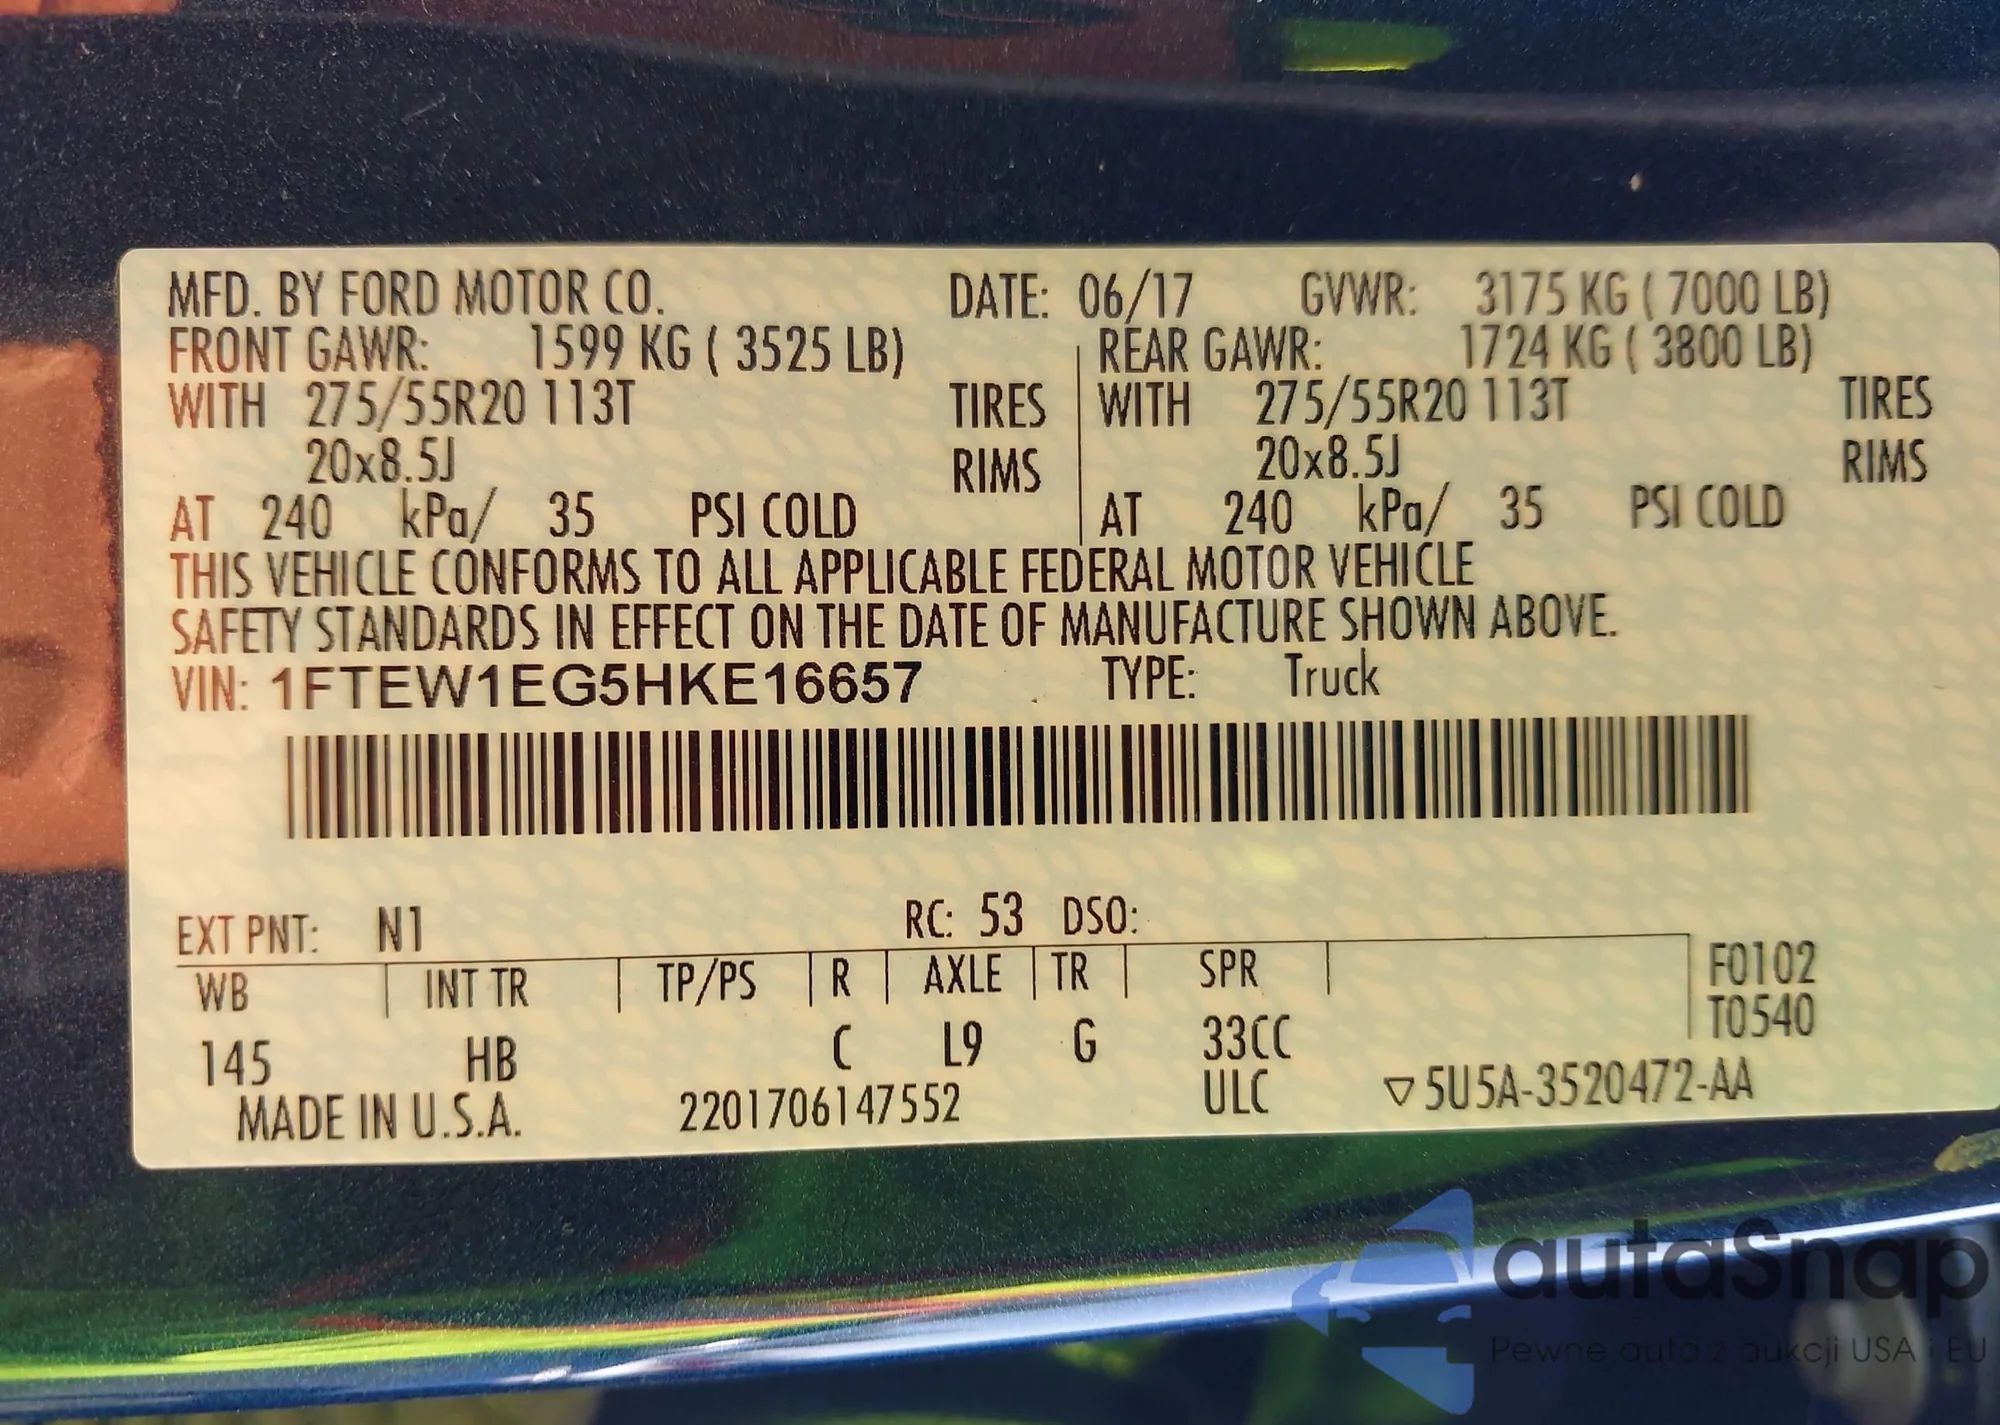 MFD. BY FORD MOTOR CO. DATE: 06/17 GVWR: 3175 KG ( 7000 LB)
FRONT GAWR: 1599 KG ( 3525 LB) REAR GAWR: 1724 KG ( 3800 LB)
WITH 275/55R20 113T TIRES WITH 275/55R20 113T TIRES
20x8.5J RIMS 20x8.5J RIMS
AT 240 kPa/ 35 PSI COLD AT 240 kPa/ 35 PSI COLD
THIS VEHICLE CONFORMS TO ALL APPLICABLE FEDERAL MOTOR VEHICLE
SAFETY STANDARDS IN EFFECT ON THE DATE OF MANUFACTURE SHOWN ABOVE.
VIN: 1FTEW1EG5HKE16657 TYPE: Truck
EXT PNT: N1 RC: 53 DSO:
WB INT TR TP/PS R AXLE TR SPR F0102
T0540
145 HB C L9 G 33CC
MADE IN U.S.A. 2201706147552 ULC ▽5U5A-3520472-AA
autaSnap
Pewne auta z aukcji USA i EU